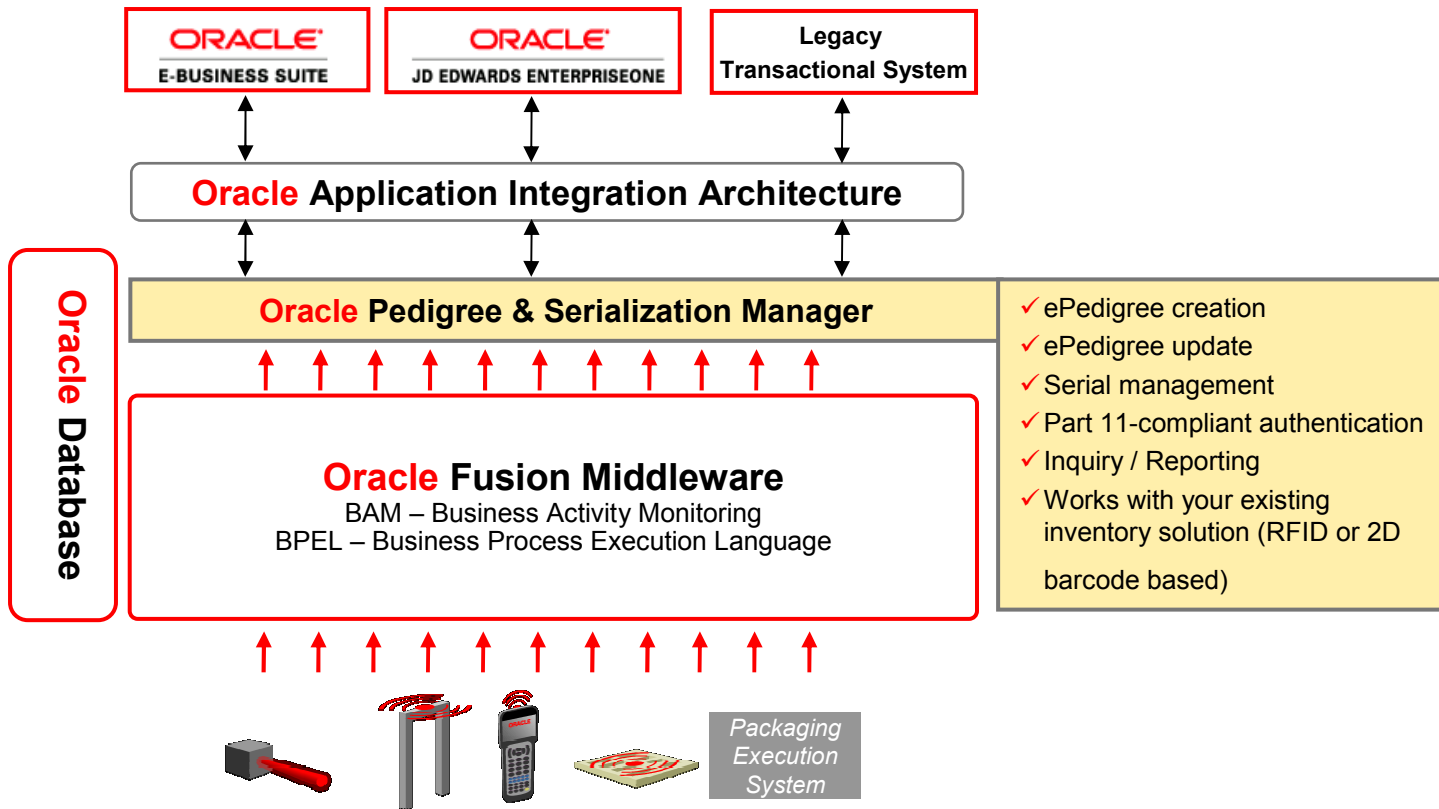 ORACLE
E-BUSINESS SUITE
ORACLE
JD EDWARDS ENTERPRISEONE
Legacy
Transactional System
Oracle Application Integration Architecture
Oracle Database
Oracle Pedigree & Serialization Manager
✓ ePedigree creation
✓ ePedigree update
✓ Serial management
✓ Part 11-compliant authentication
✓ Inquiry / Reporting
✓ Works with your existing
inventory solution (RFID or 2D
barcode based)
Oracle Fusion Middleware
BAM – Business Activity Monitoring
BPEL – Business Process Execution Language
ORACLE
Packaging
Execution
System